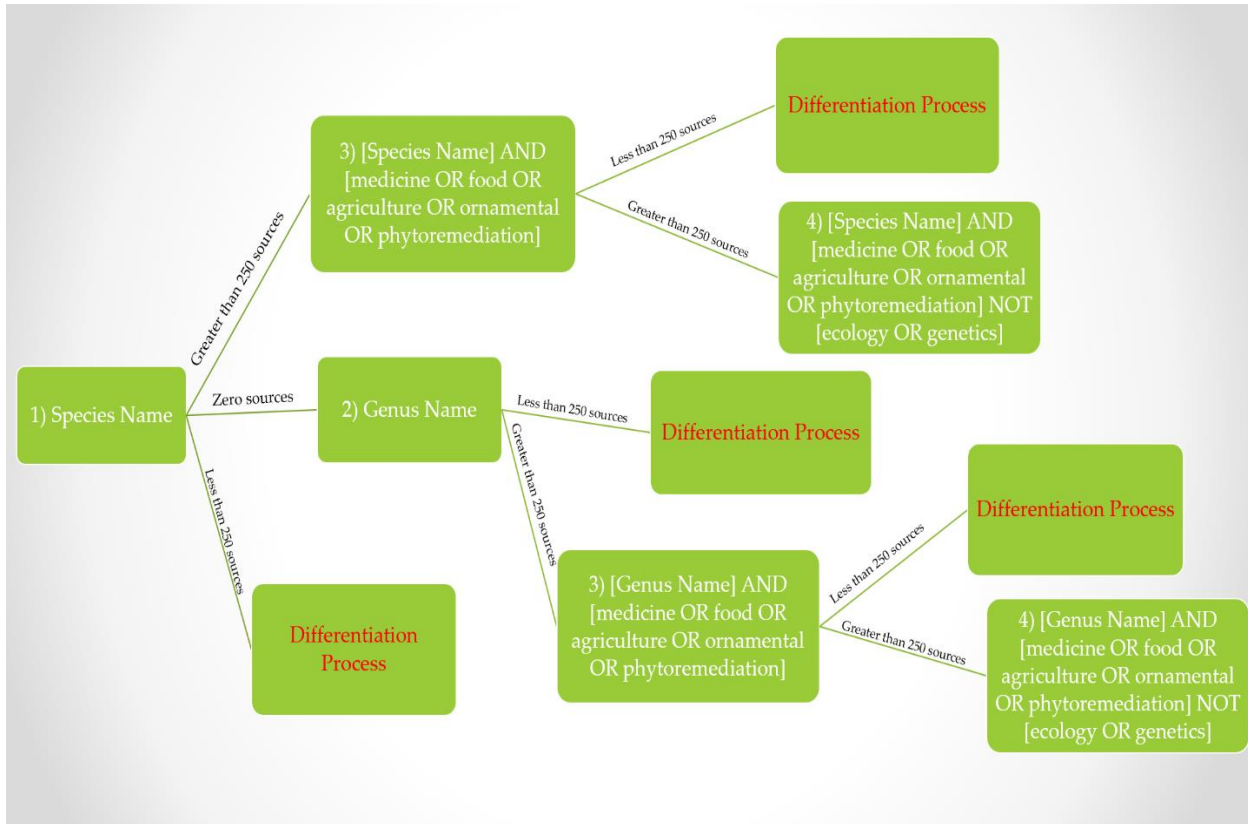 Differentiation Process
Less than 250 sources
3) [Species Name] AND
[medicine OR food OR
agriculture OR ornamental
OR phytoremediation]
Greater than 250 sources
4) [Species Name] AND
[medicine OR food OR
agriculture OR ornamental
OR phytoremediation] NOT
[ecology OR genetics]
Greater than 250 sources
1) Species Name
Zero sources
2) Genus Name
Less than 250 sources
Differentiation Process
Greater than 250 sources
Less than 250 sources
Differentiation
Process
3) [Genus Name] AND
[medicine OR food OR
agriculture OR ornamental
OR phytoremediation]
Less than 250 sources
Differentiation Process
Greater than 250 sources
4) [Genus Name] AND
[medicine OR food OR
agriculture OR ornamental
OR phytoremediation] NOT
[ecology OR genetics]